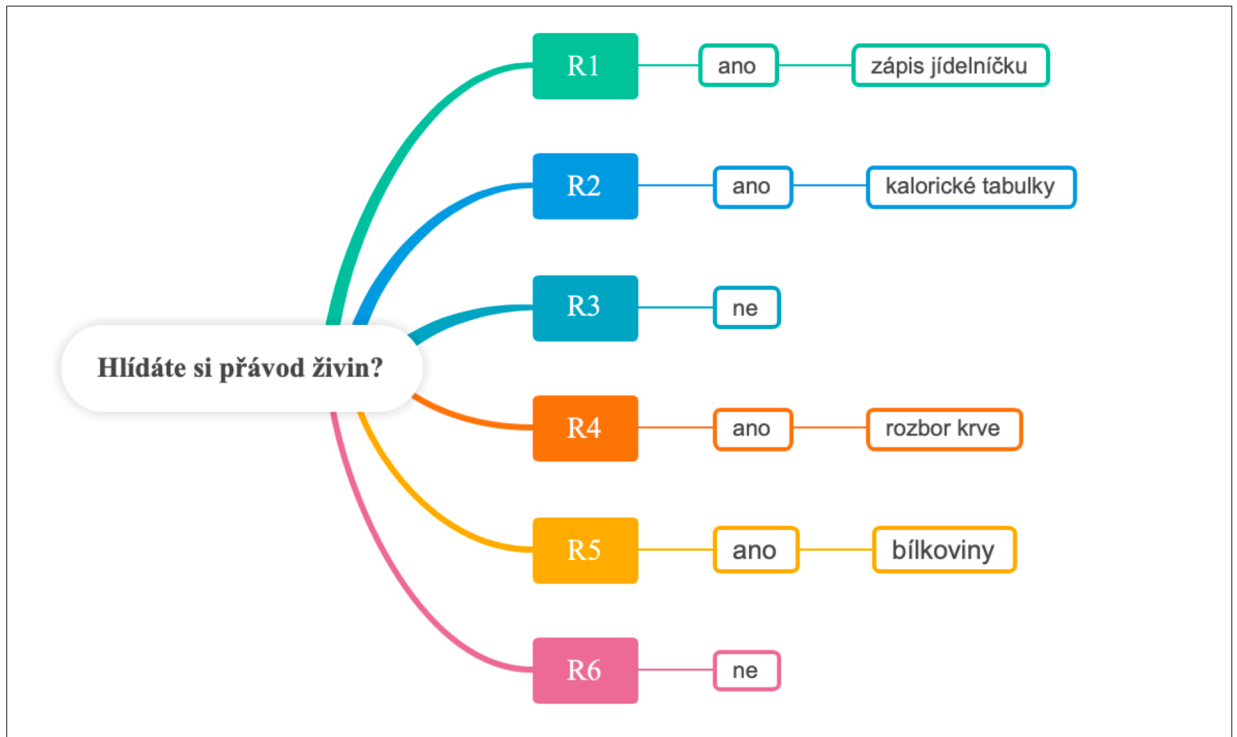 R1 ano zápis jídelníčku
R2 ano kalorické tabulky
R3 ne
Hlídáte si přávod živin?
R4 ano rozbor krve
R5 ano bílkoviny
R6 ne